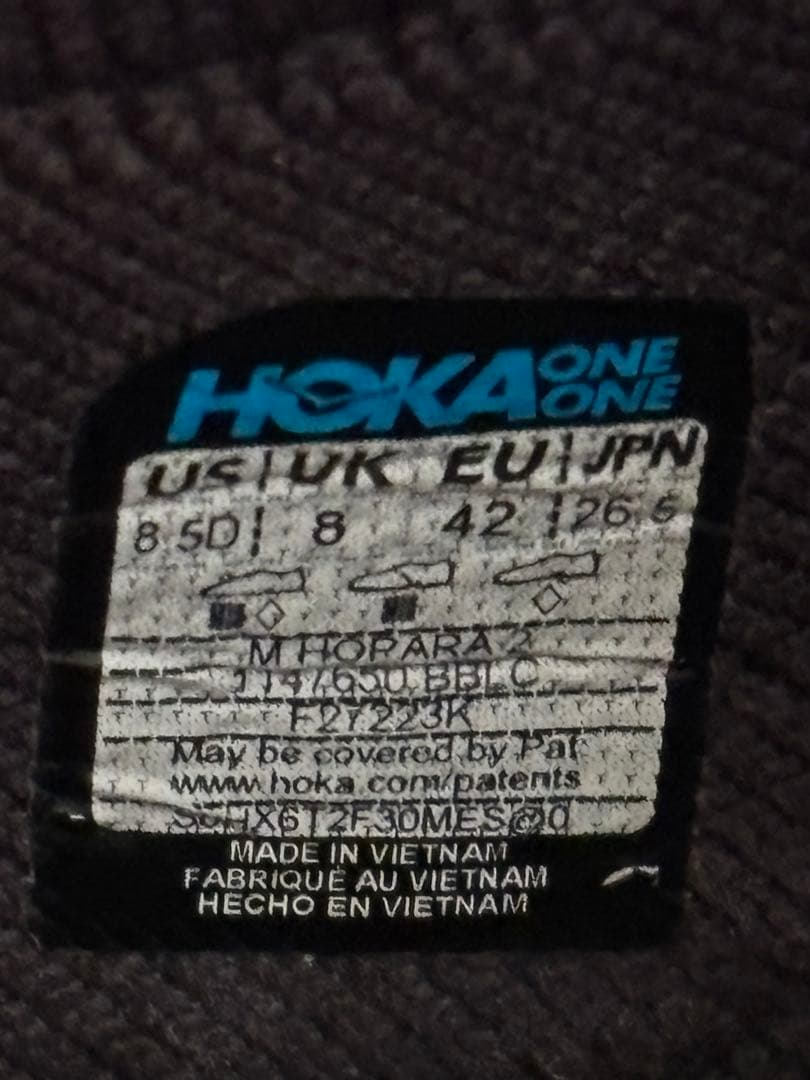 HOKA ONE ONE
US | UK EU | JPN
8.5D | 8 42 | 26.5
M HOPARA 2
1147650 BBLC
F27223K
May be covered by Pat
www.hoka.com/patents
MADE IN VIETNAM
FABRIQUÉ AU VIETNAM
HECHO EN VIETNAM